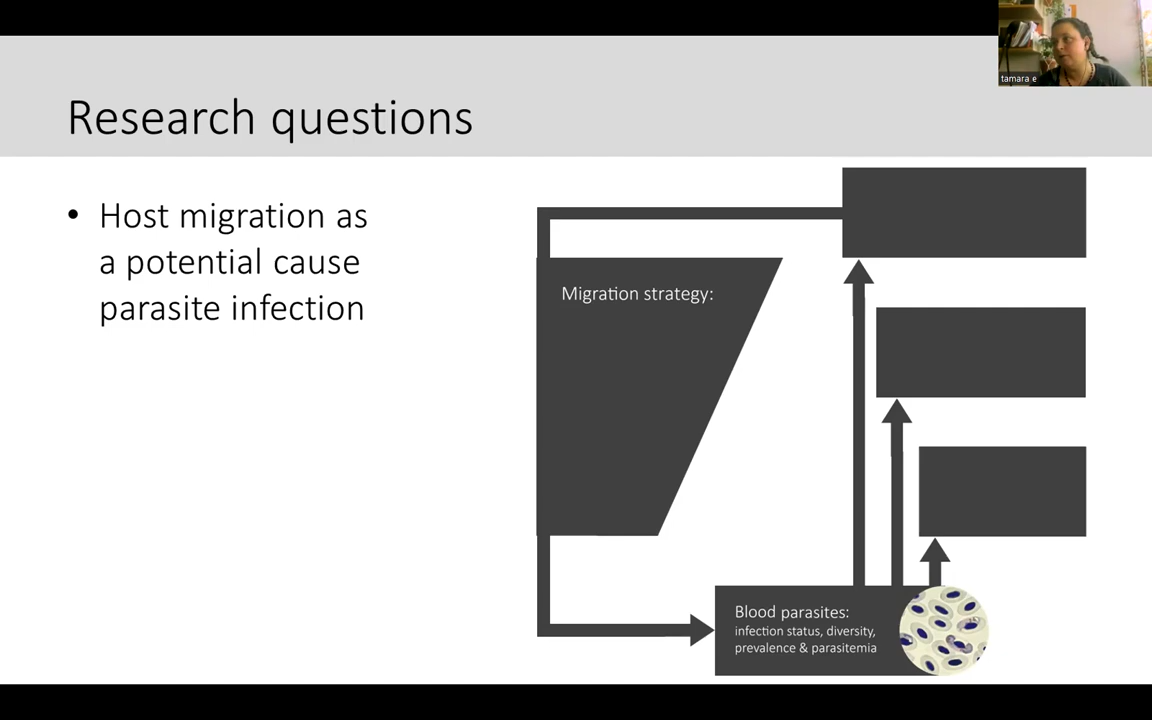 tamara e
Research questions
• Host migration as
a potential cause
parasite infection
Migration strategy:
Blood parasites:
infection status, diversity,
prevalence & parasitemia